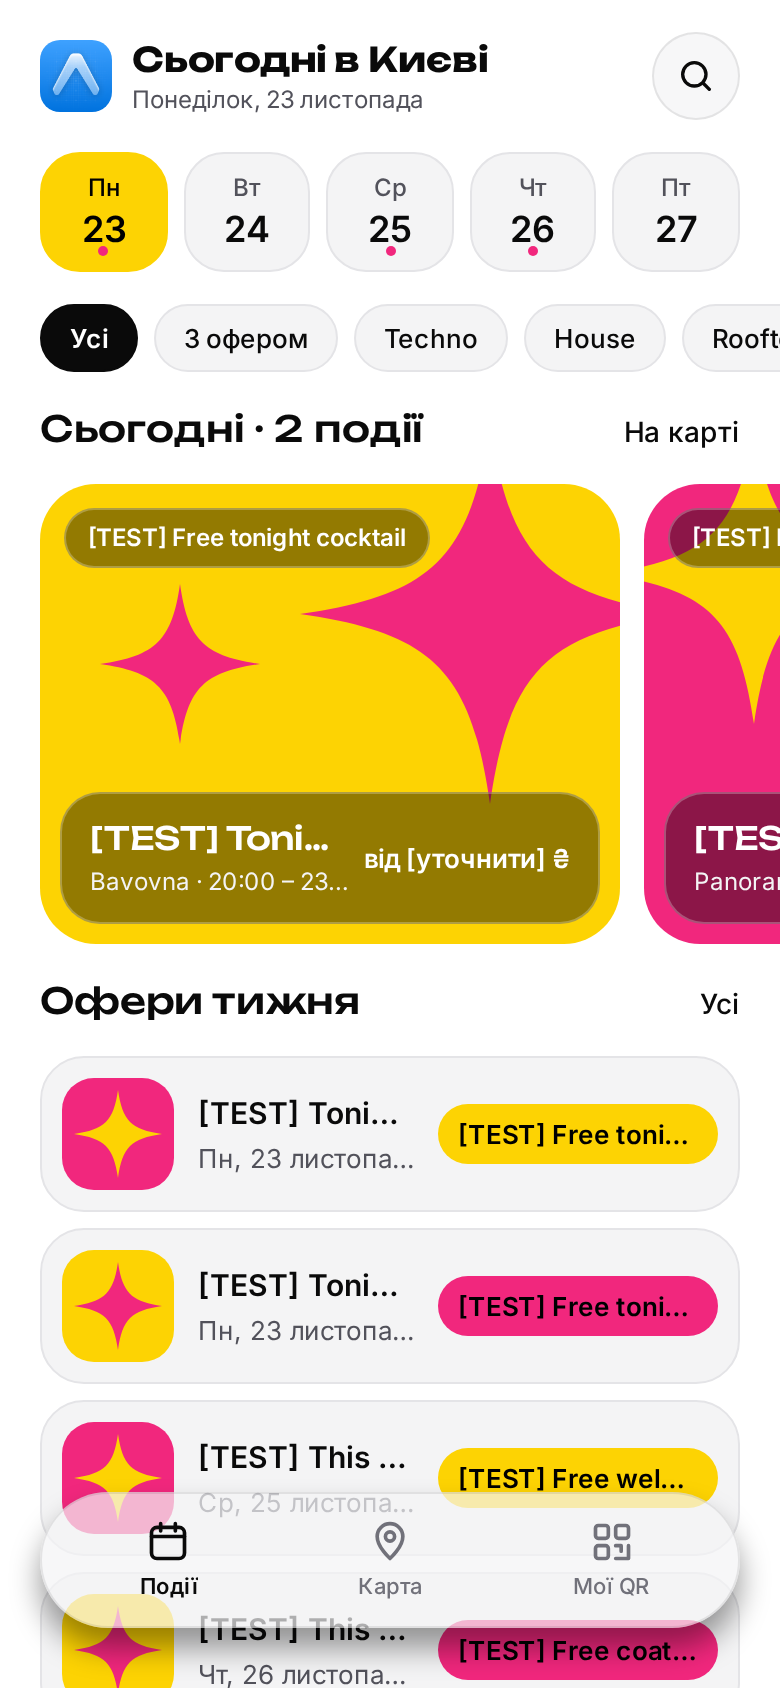 Сьогодні в Києві
Понеділок, 23 листопада
Пн
23
Вт
24
Ср
25
Чт
26
Пт
27
Усі
З офером
Techno
House
Сьогодні · 2 події
На карті
[TEST] Free tonight cocktail
[TEST]
[TEST] Toni...
Bavovna · 20:00 – 23...
від [уточнити] ₴
Офери тижня
Усі
[TEST] Toni...
Пн, 23 листопа...
[TEST] Free toni...
[TEST] Toni...
Пн, 23 листопа...
[TEST] Free toni...
[TEST] This ...
Ср, 25 листопа...
[TEST] Free wel...
Події
Карта
Мої QR
[TEST] This ...
Чт, 26 листопа...
[TEST] Free coat...